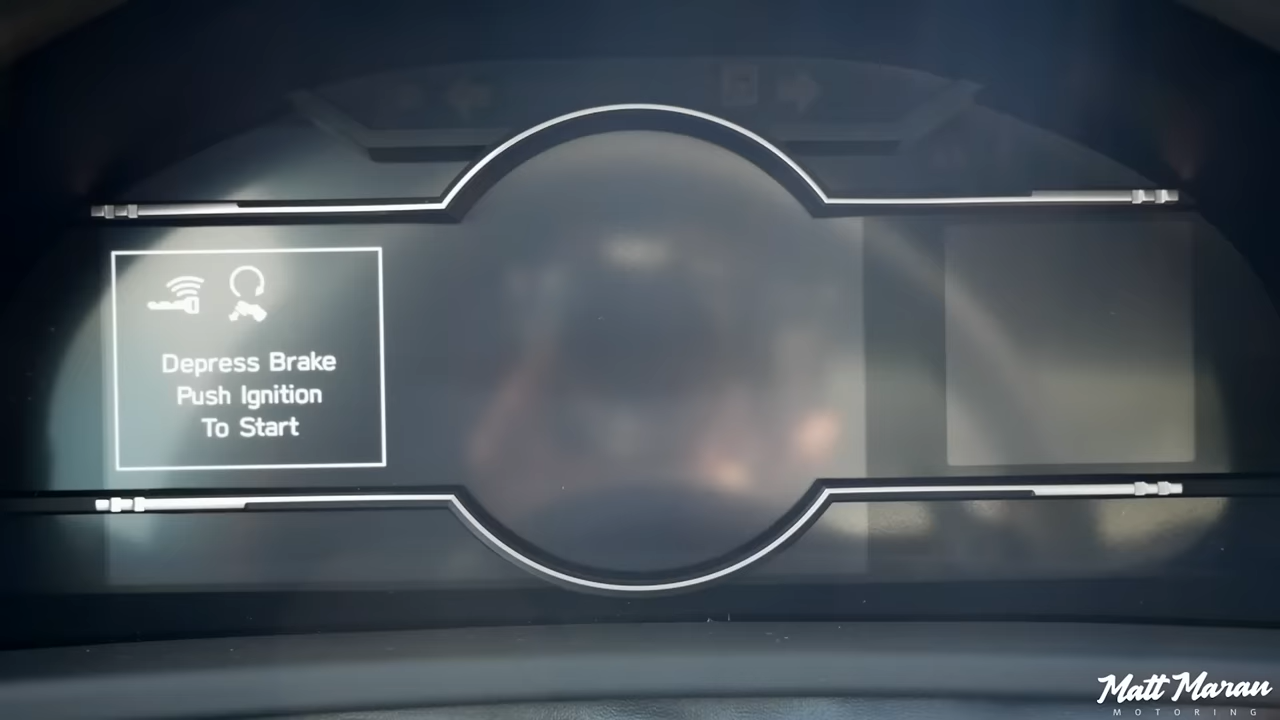 Depress Brake
Push Ignition
To Start
Matt Maran
MOTORING